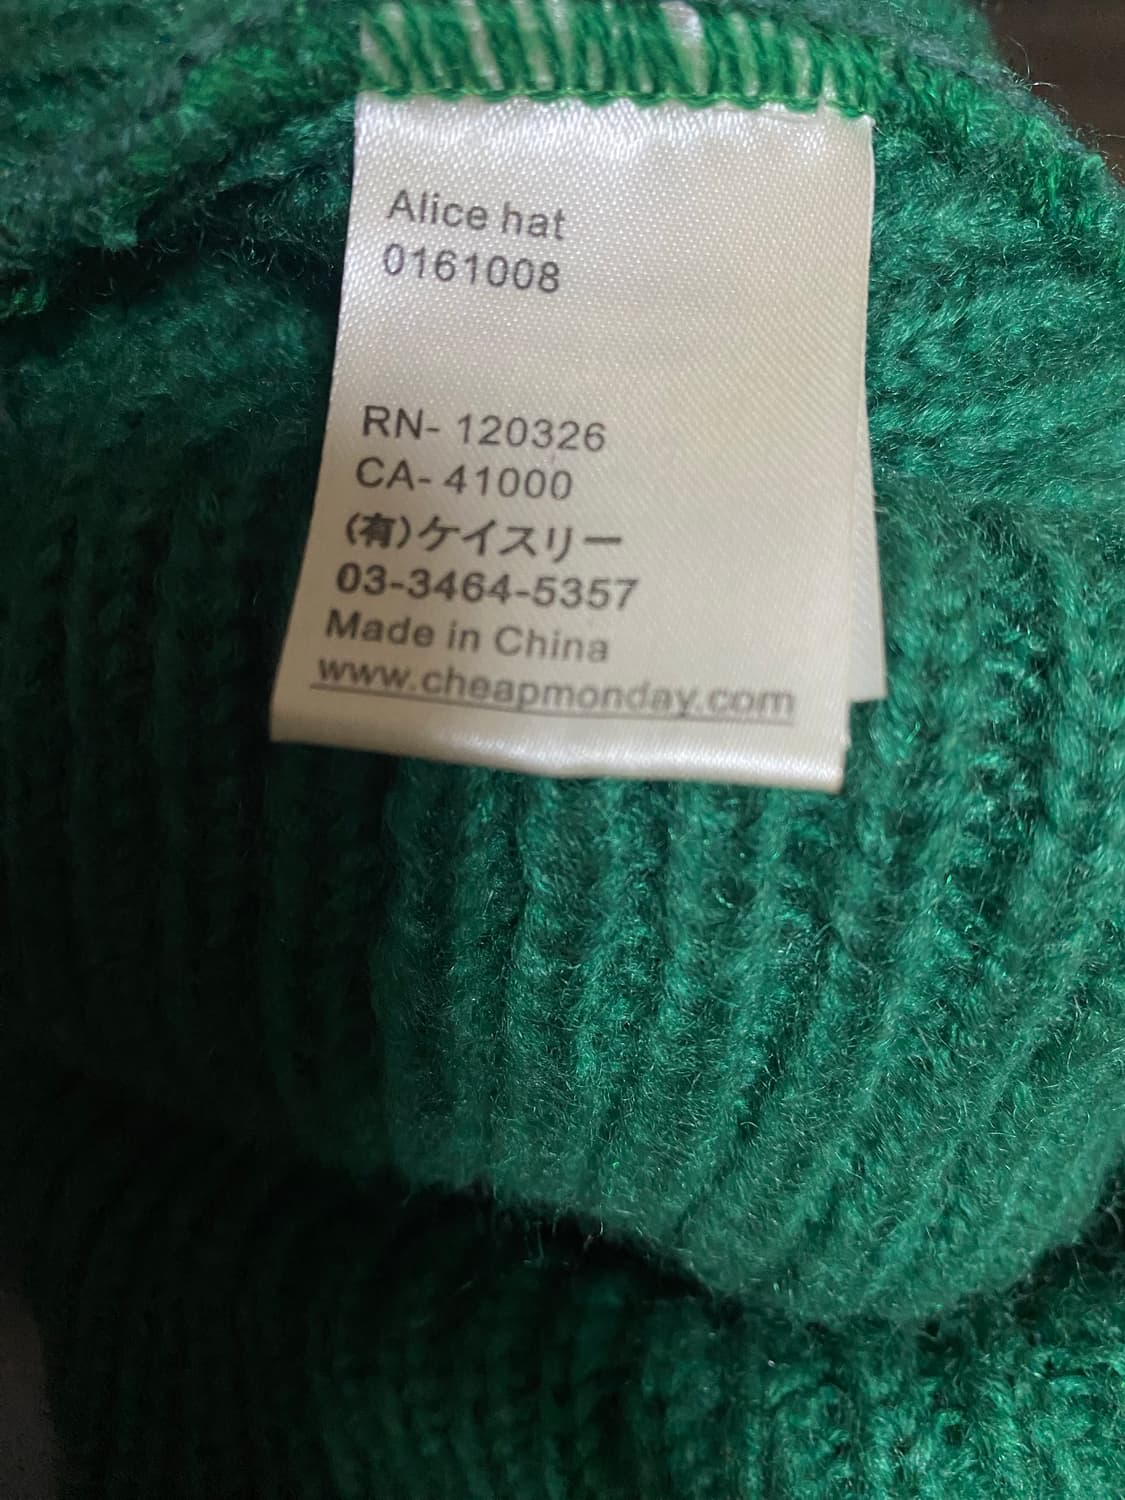 Alice hat
0161008
RN- 120326
CA- 41000
(有)ケイスリー
03-3464-5357
Made in China
www.cheapmonday.com